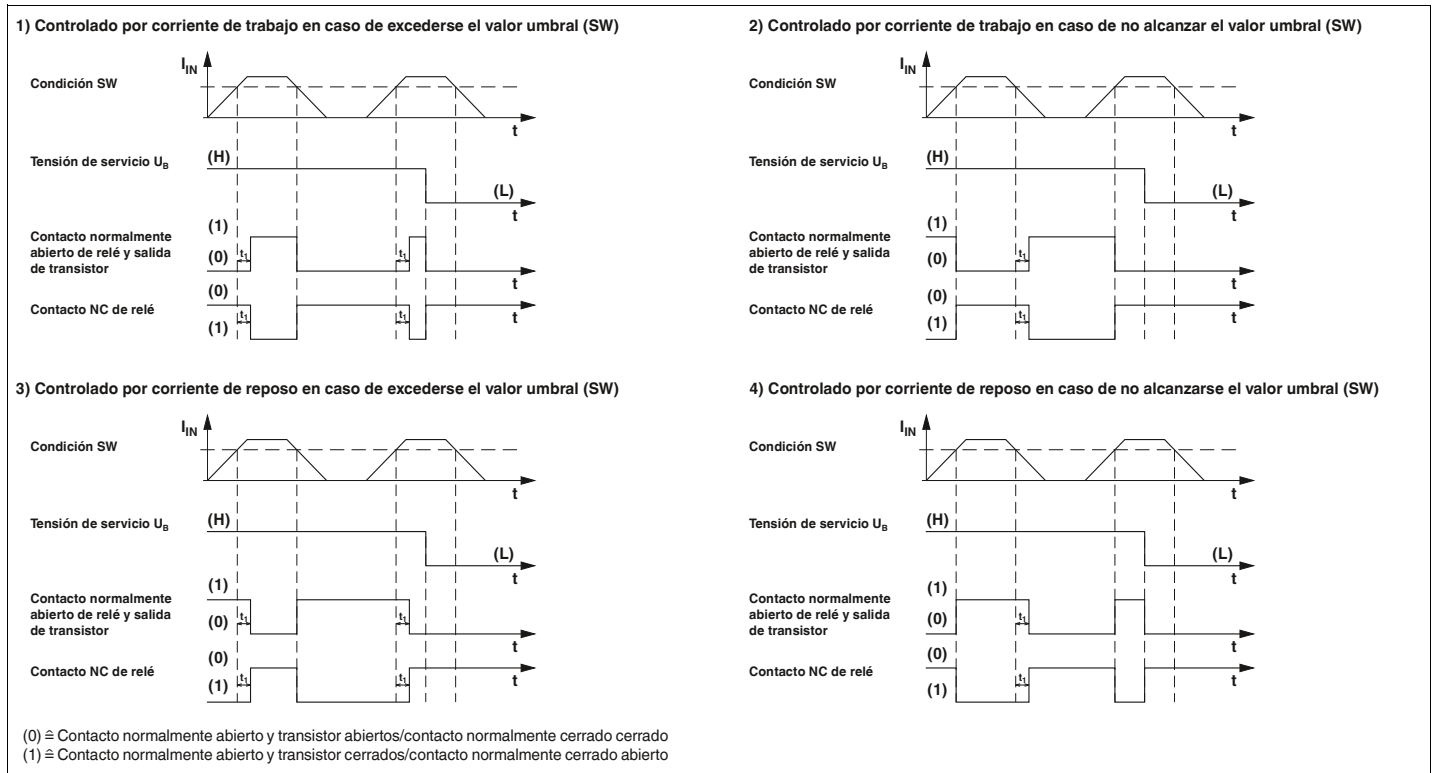 1) Controlado por corriente de trabajo en caso de excederse el valor umbral (SW)
I_IN
Condición SW
t
Tensión de servicio U_B
(H)
(L)
t
(1)
Contacto normalmente
abierto de relé y salida
de transistor
(0)
t₁
t₁
t
(0)
Contacto NC de relé
(1)
t₁
t₁
t
2) Controlado por corriente de trabajo en caso de no alcanzar el valor umbral (SW)
I_IN
Condición SW
t
Tensión de servicio U_B
(H)
(L)
t
(1)
Contacto normalmente
abierto de relé y salida
de transistor
(0)
t₁
t
(0)
Contacto NC de relé
(1)
t₁
t
3) Controlado por corriente de reposo en caso de excederse el valor umbral (SW)
I_IN
Condición SW
t
Tensión de servicio U_B
(H)
(L)
t
(1)
Contacto normalmente
abierto de relé y salida
de transistor
(0)
t₁
t₁
t
(0)
Contacto NC de relé
(1)
t₁
t₁
t
4) Controlado por corriente de reposo en caso de no alcanzarse el valor umbral (SW)
I_IN
Condición SW
t
Tensión de servicio U_B
(H)
(L)
t
(1)
Contacto normalmente
abierto de relé y salida
de transistor
(0)
t₁
t
(0)
Contacto NC de relé
(1)
t₁
t
(0) ≙ Contacto normalmente abierto y transistor abiertos/contacto normalmente cerrado cerrado
(1) ≙ Contacto normalmente abierto y transistor cerrados/contacto normalmente cerrado abierto